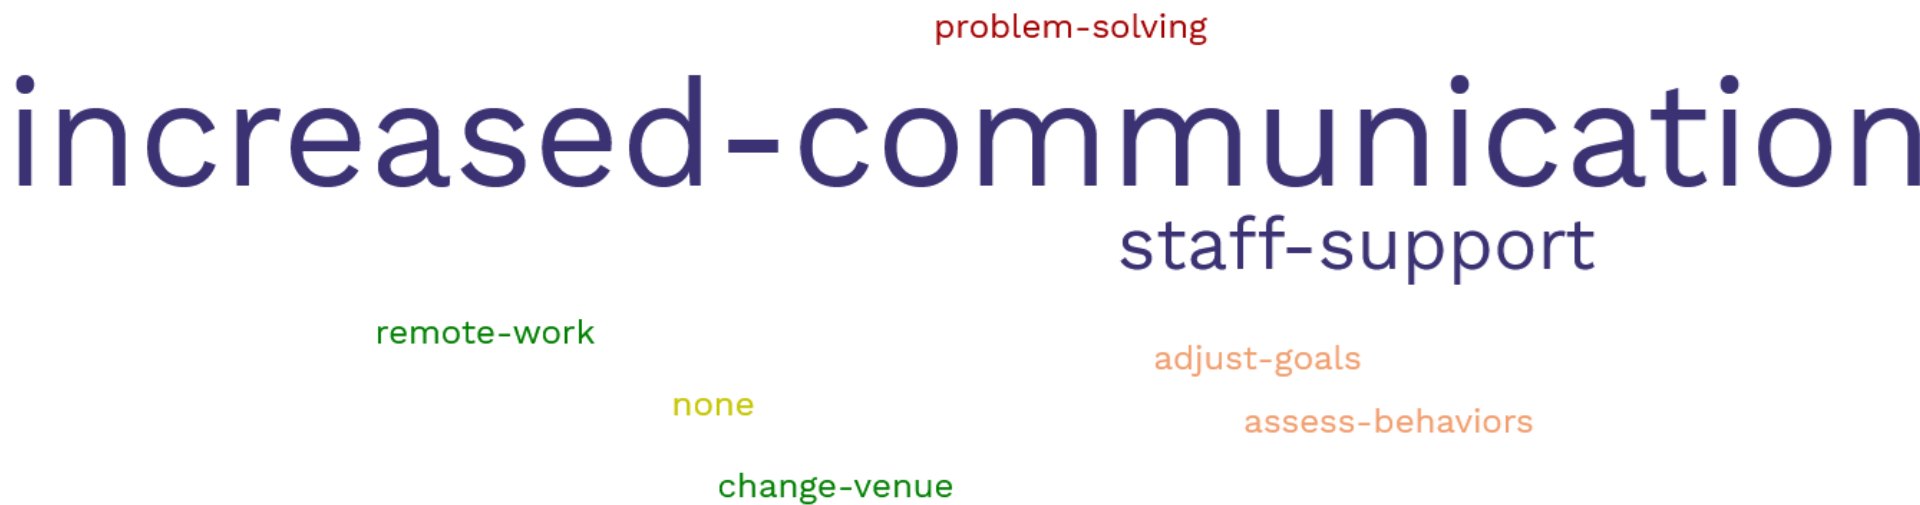 problem-solving
increased-communication
staff-support
remote-work
adjust-goals
none
assess-behaviors
change-venue